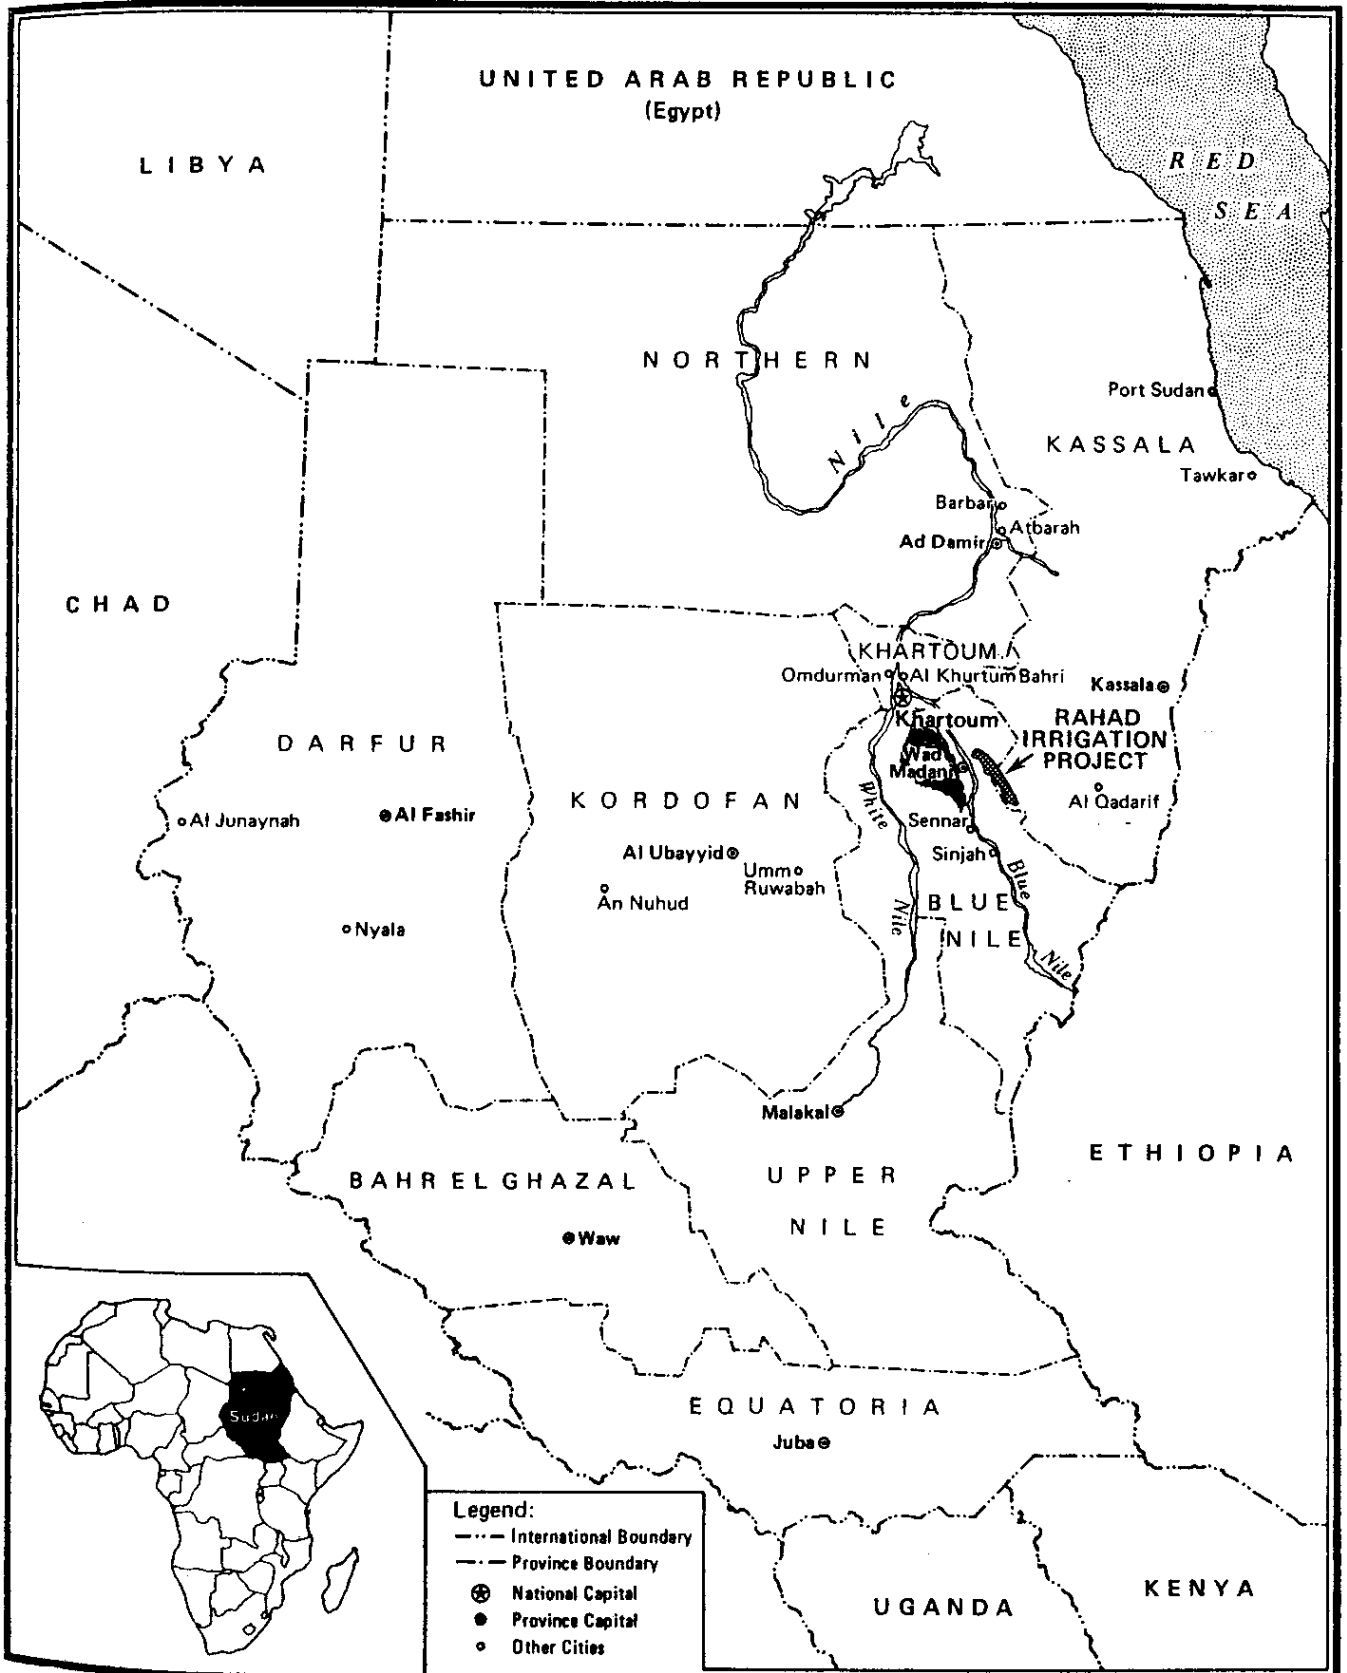 UNITED ARAB REPUBLIC
(Egypt)
LIBYA
RED
SEA
NORTHERN
Nile
Port Sudan
KASSALA
Tawkar
Barbar
Atbarah
Ad Damir
CHAD
KHARTOUM
Omdurman
Al Khurtum Bahri
Kassala
Khartoum
RAHAD
IRRIGATION
PROJECT
DARFUR
Wad
Madani
KORDOFAN
White
Al Qadarif
Al Junaynah
Al Fashir
Sennar
Al Ubayyid
Sinjah
Umm
Ruwabah
Blue
An Nuhud
BLUE
Nile
Nyala
NILE
Nile
Malakal
ETHIOPIA
BAHR EL GHAZAL
UPPER
NILE
Waw
EQUATORIA
Sudan
Juba
Legend:
International Boundary
Province Boundary
National Capital
Province Capital
Other Cities
UGANDA
KENYA